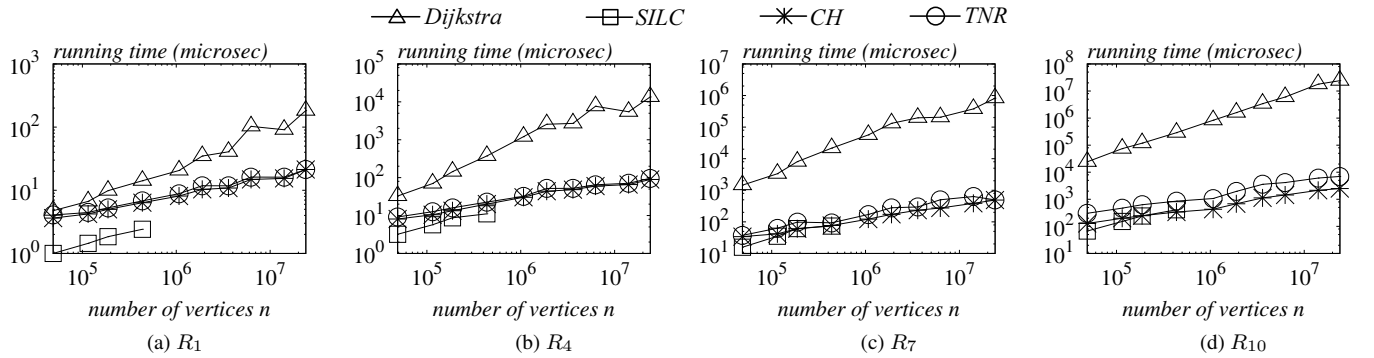 Dijkstra SILC CH TNR
running time (microsec) running time (microsec) running time (microsec) running time (microsec)
10^3 10^5 10^7 10^8
10^2 10^4 10^6 10^7
10^1 10^3 10^5 10^6
10^0 10^2 10^4 10^5
10^1 10^3 10^4
10^0 10^2 10^3
10^1 10^2
10^1
10^5 10^6 10^7 10^5 10^6 10^7 10^5 10^6 10^7 10^5 10^6 10^7
number of vertices n number of vertices n number of vertices n number of vertices n
(a) R_1 (b) R_4 (c) R_7 (d) R_10